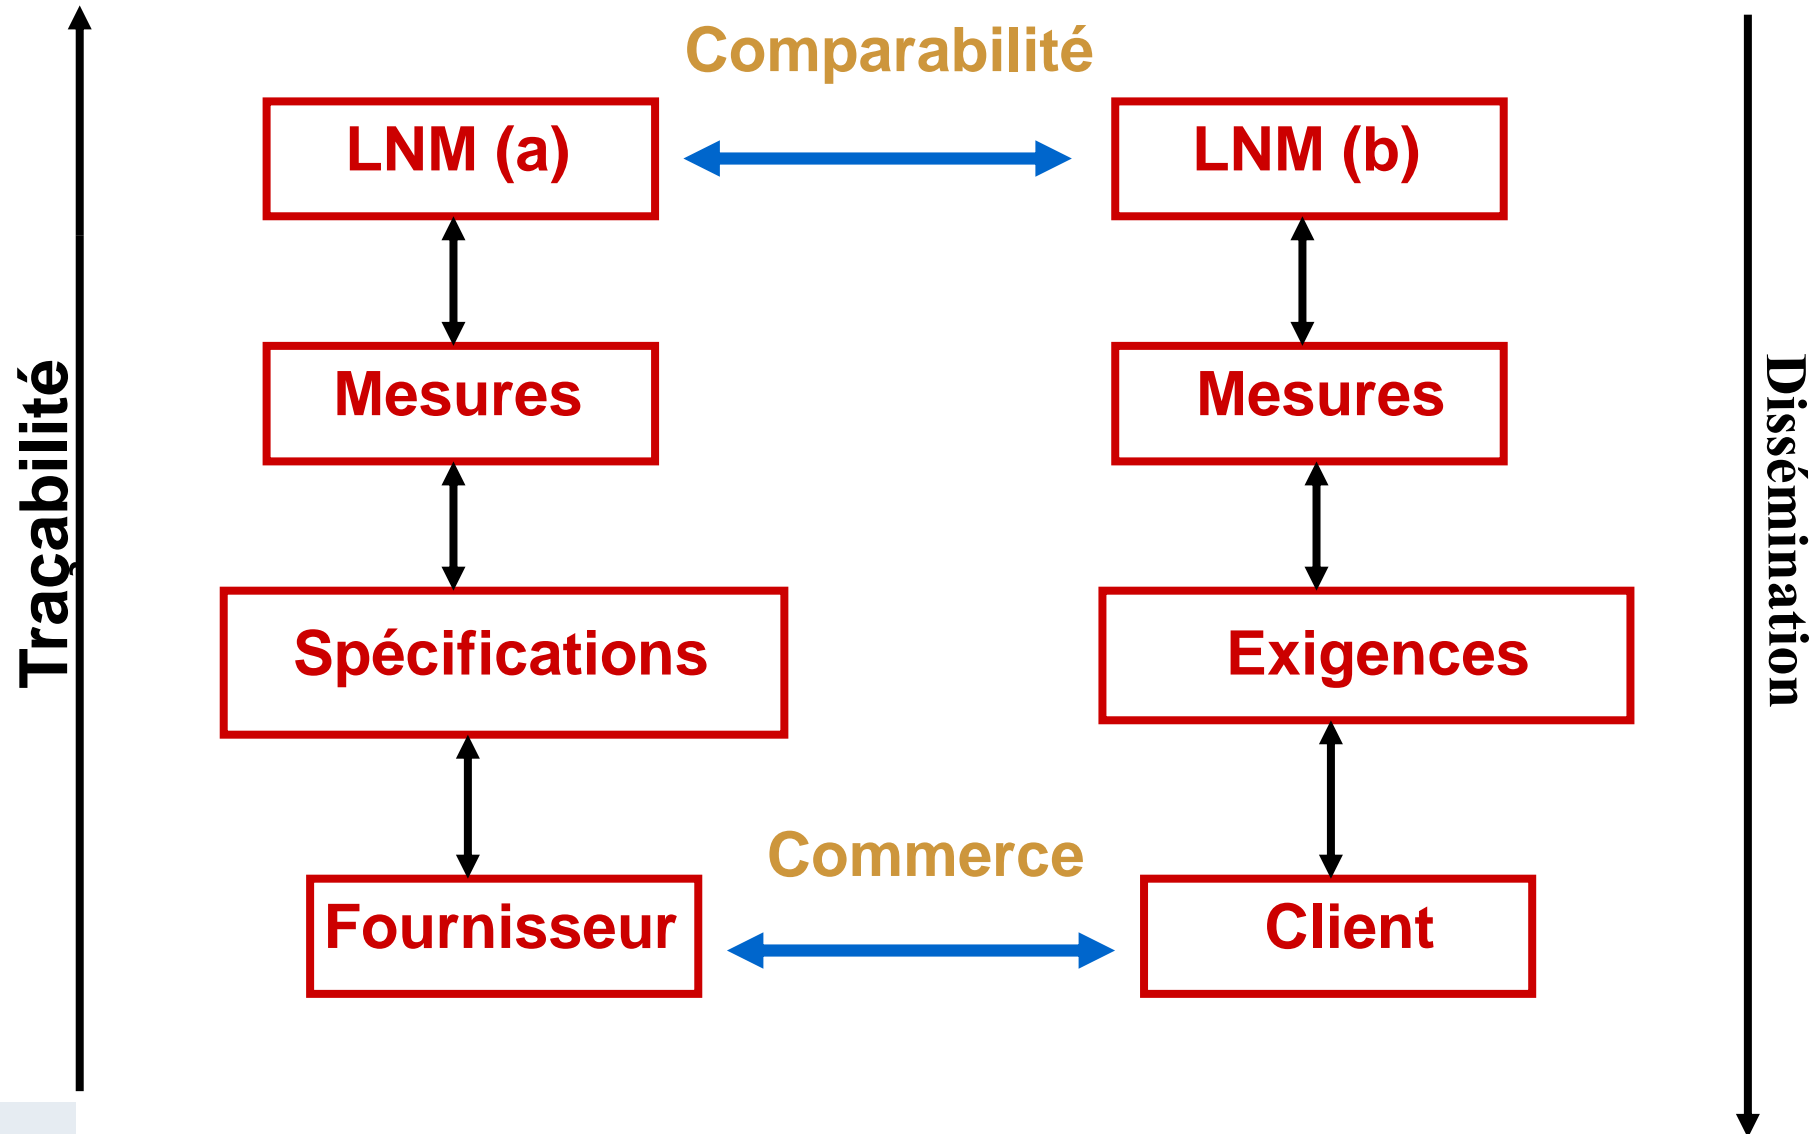 Comparabilité
LNM (a)
LNM (b)
Mesures
Mesures
Traçabilité
Dissémination
Spécifications
Exigences
Commerce
Fournisseur
Client